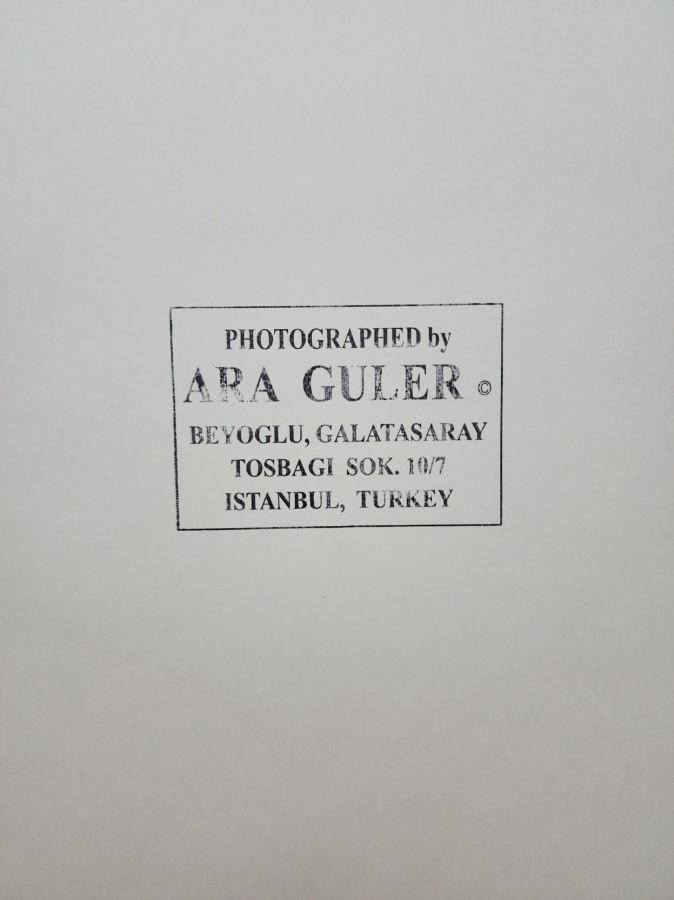 PHOTOGRAPHED by
ARA GULER ©
BEYOGLU, GALATASARAY
TOSBAGI SOK. 10/7
ISTANBUL, TURKEY